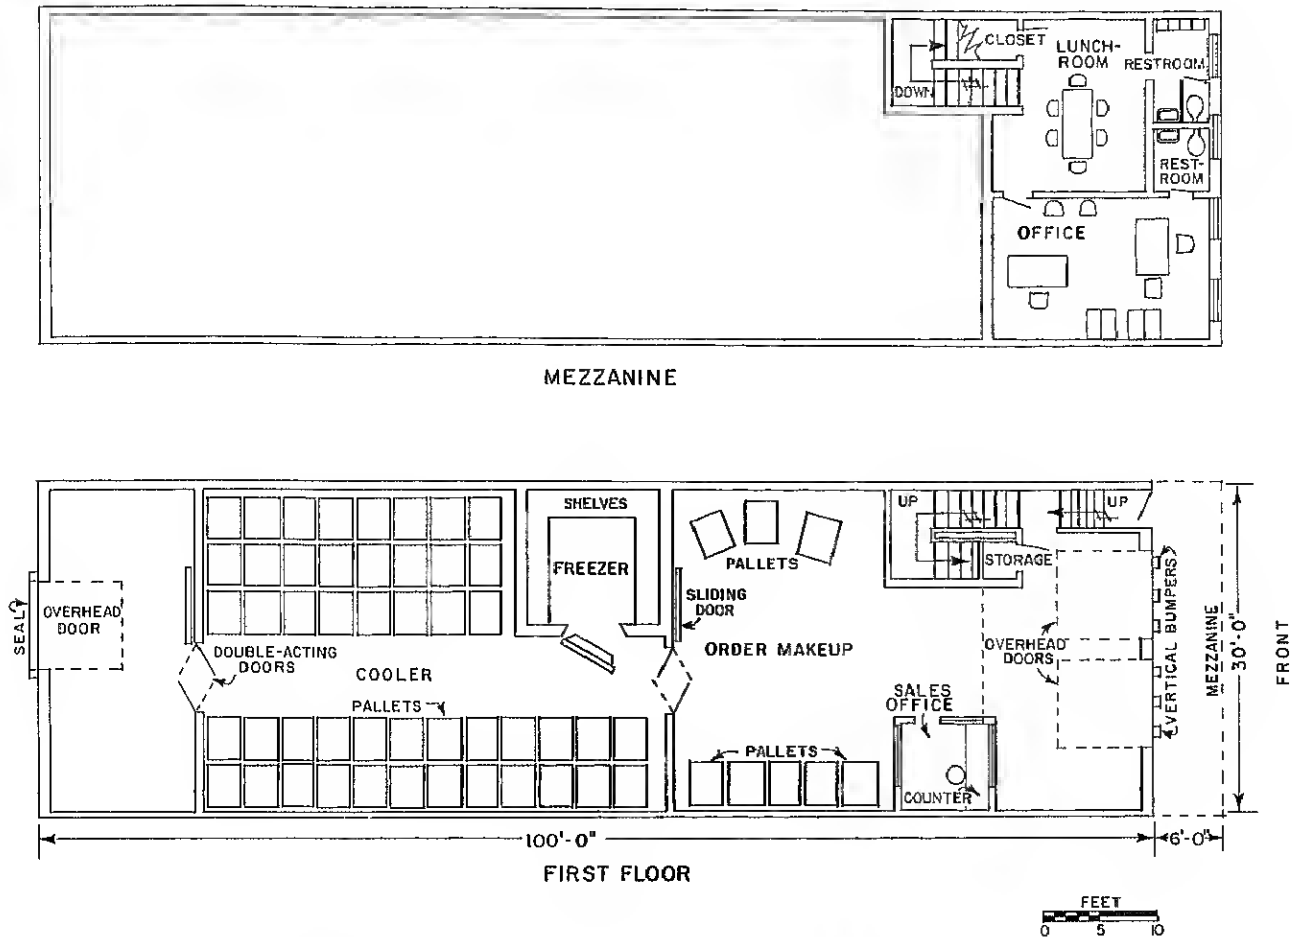 CLOSET
LUNCH-
ROOM
RESTROOM
DOWN
REST-
ROOM
OFFICE
MEZZANINE
SHELVES
UP
UP
FREEZER
PALLETS
STORAGE
SEAL
OVERHEAD
DOOR
SLIDING
DOOR
DOUBLE-ACTING
DOORS
COOLER
ORDER MAKEUP
OVERHEAD
DOORS
VERTICAL BUMPERS
MEZZANINE
30'-0"
FRONT
PALLETS
SALES
OFFICE
PALLETS
COUNTER
100'-0"
6'-0"
FIRST FLOOR
FEET
0 5 10